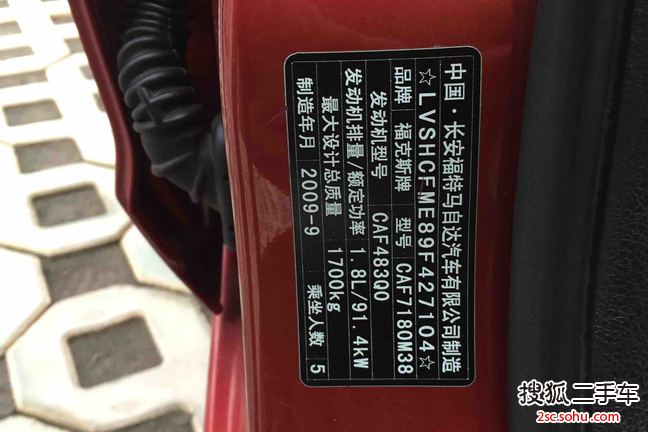 中国·长安福特马自达汽车有限公司制造
☆LVSHCFME89F427104☆
品牌 福克斯牌 型号 CAF7180M38
发动机型号 CAF483Q0
发动机排量/额定功率 1.8L/91.4kW
最大设计总质量 1700kg
制造年月 2009-9 乘坐人数 5
搜狐二手车
2sc.sohu.com